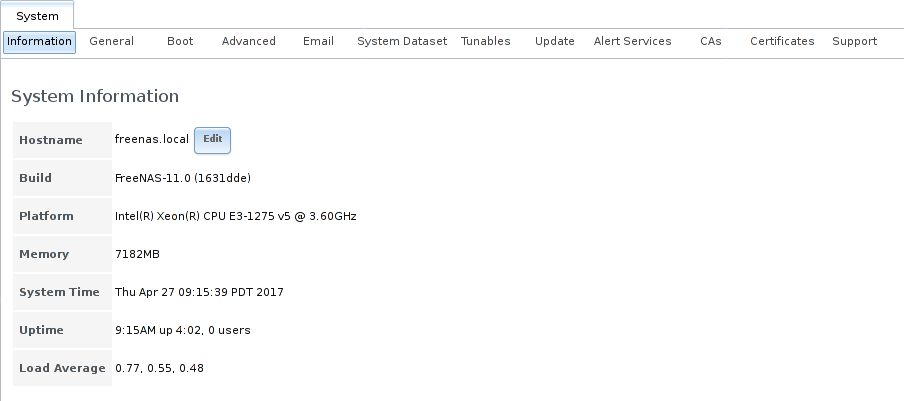 System
Information General Boot Advanced Email System Dataset Tunables Update Alert Services CAs Certificates Support
System Information
Hostname freenas.local Edit
Build FreeNAS-11.0 (1631dde)
Platform Intel(R) Xeon(R) CPU E3-1275 v5 @ 3.60GHz
Memory 7182MB
System Time Thu Apr 27 09:15:39 PDT 2017
Uptime 9:15AM up 4:02, 0 users
Load Average 0.77, 0.55, 0.48